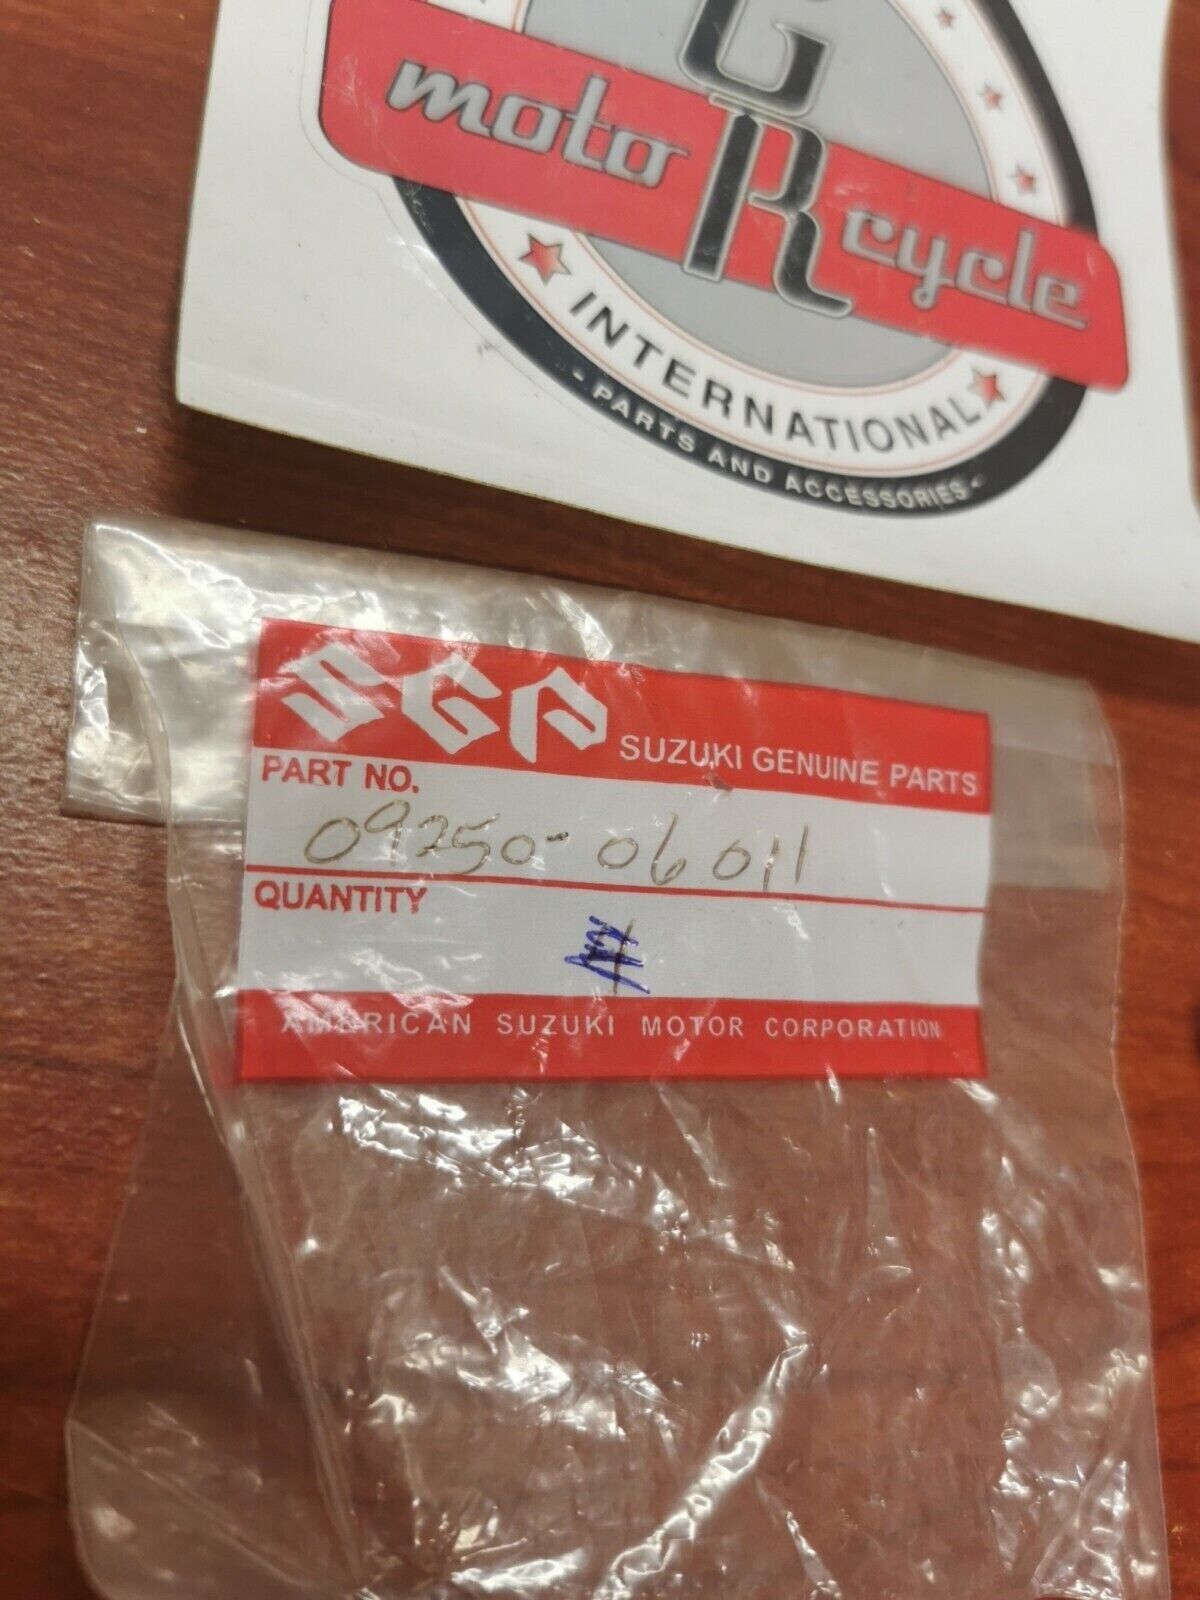 G
moto R cycle
INTERNATIONAL
- PARTS AND ACCESSORIES -
SGP SUZUKI GENUINE PARTS
PART NO.
09250-06011
QUANTITY
AMERICAN SUZUKI MOTOR CORPORATION